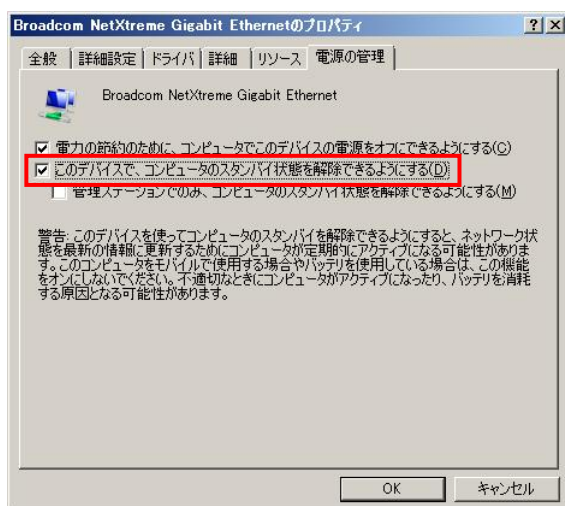 Broadcom NetXtreme Gigabit Ethernetのプロパティ
全般 詳細設定 ドライバ 詳細 リソース 電源の管理
Broadcom NetXtreme Gigabit Ethernet
電力の節約のために、コンピュータでこのデバイスの電源をオフにできるようにする(C)
このデバイスで、コンピュータのスタンバイ状態を解除できるようにする(D)
管理ステーションでのみ、コンピュータのスタンバイ状態を解除できるようにする(M)
警告: このデバイスを使ってコンピュータのスタンバイを解除できるようにすると、ネットワーク状
態を最新の情報に更新するためにコンピュータが定期的にアクティブになる可能性がありま
す。このコンピュータをモバイルで使用する場合やバッテリを使用している場合は、この機能
をオンにしないでください。不適切なときにコンピュータがアクティブになったり、バッテリを消耗
する原因となる可能性があります。
OK キャンセル